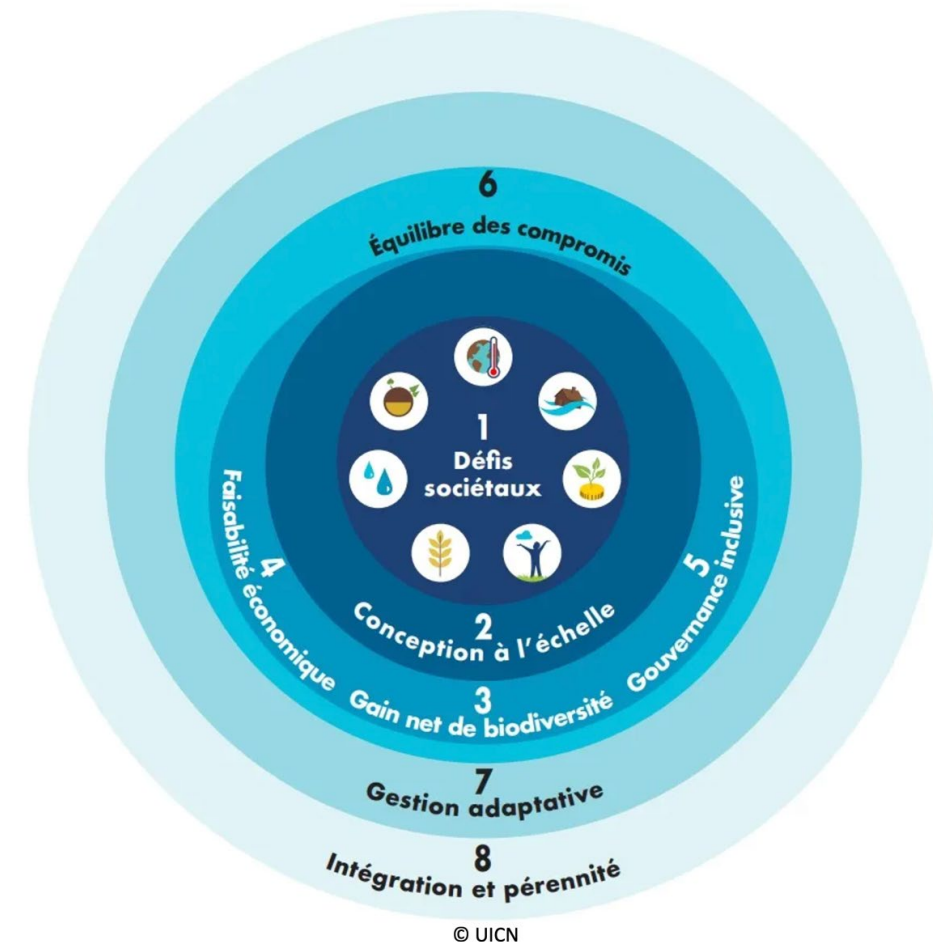 6
Équilibre des compromis
1
Défis
sociétaux
4
Faisabilité économique
5
Gouvernance inclusive
2
Conception à l'échelle
3
Gain net de biodiversité
7
Gestion adaptative
8
Intégration et pérennité
© UICN